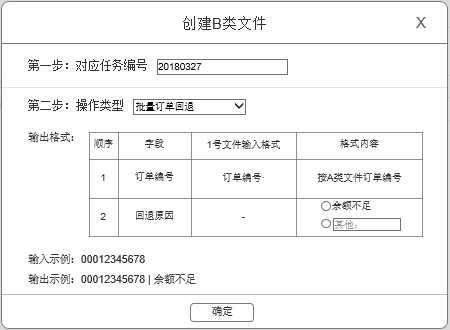 创建B类文件 X
第一步：对应任务编号 20180327
第二步：操作类型 批量订单回退
输出格式：
顺序 字段 1号文件输入格式 格式内容
1 订单编号 订单编号· 按A类文件订单编号
2 回退原因 - 余额不足
其他：
输入示例：00012345678
输出示例：00012345678 | 余额不足
确定